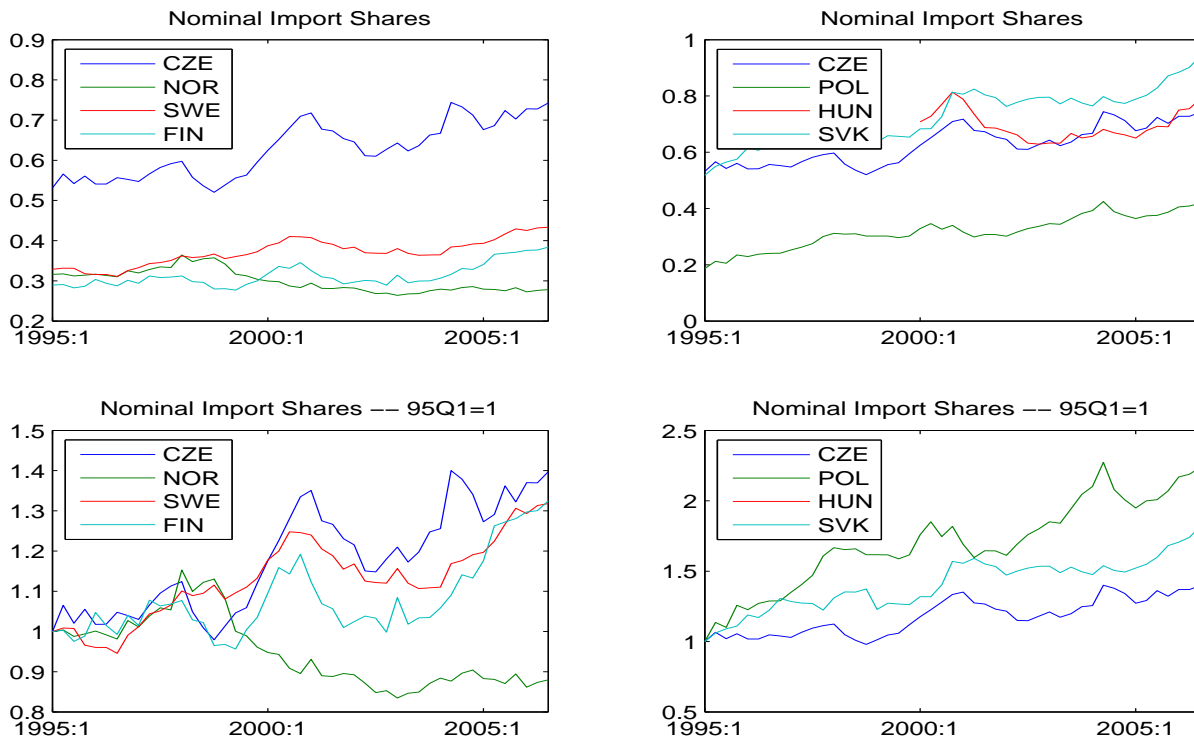 Nominal Import Shares
0.9
0.8
0.7
0.6
0.5
0.4
0.3
0.2
CZE
NOR
SWE
FIN
1995:1 2000:1 2005:1
Nominal Import Shares
1
0.8
0.6
0.4
0.2
0
CZE
POL
HUN
SVK
1995:1 2000:1 2005:1
Nominal Import Shares −− 95Q1=1
1.5
1.4
1.3
1.2
1.1
1
0.9
0.8
CZE
NOR
SWE
FIN
1995:1 2000:1 2005:1
Nominal Import Shares −− 95Q1=1
2.5
2
1.5
1
0.5
CZE
POL
HUN
SVK
1995:1 2000:1 2005:1